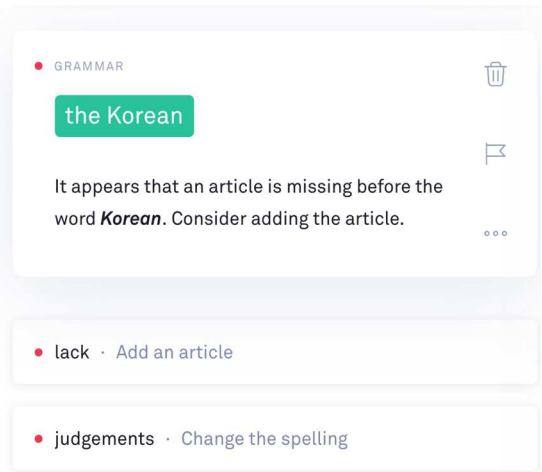 GRAMMAR
the Korean
It appears that an article is missing before the
word Korean. Consider adding the article.
lack · Add an article
judgements · Change the spelling